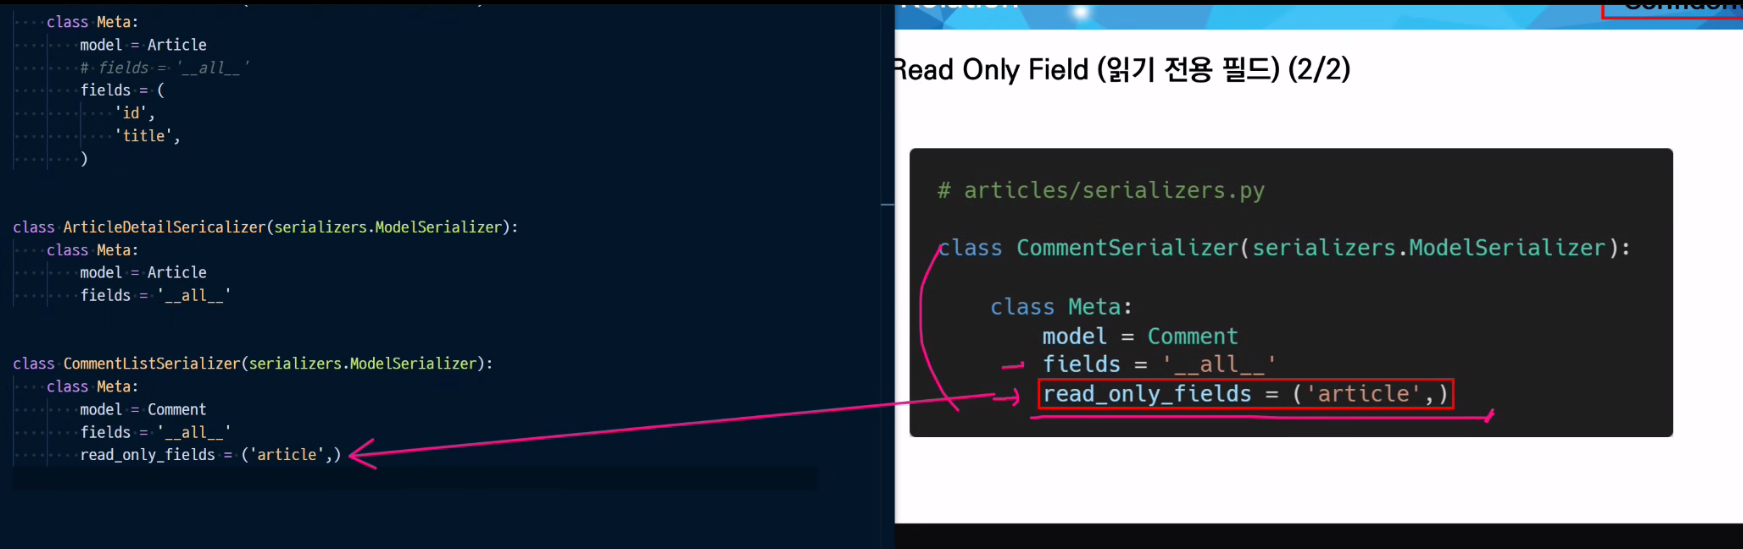 class Meta:
model = Article
# fields = '__all__'
fields = (
'id',
'title',
)
class ArticleDetailSericalizer(serializers.ModelSerializer):
class Meta:
model = Article
fields = '__all__'
class CommentListSerializer(serializers.ModelSerializer):
class Meta:
model = Comment
fields = '__all__'
read_only_fields = ('article',)
Read Only Field (읽기 전용 필드) (2/2)
# articles/serializers.py
class CommentSerializer(serializers.ModelSerializer):
class Meta:
model = Comment
fields = '__all__'
read_only_fields = ('article',)